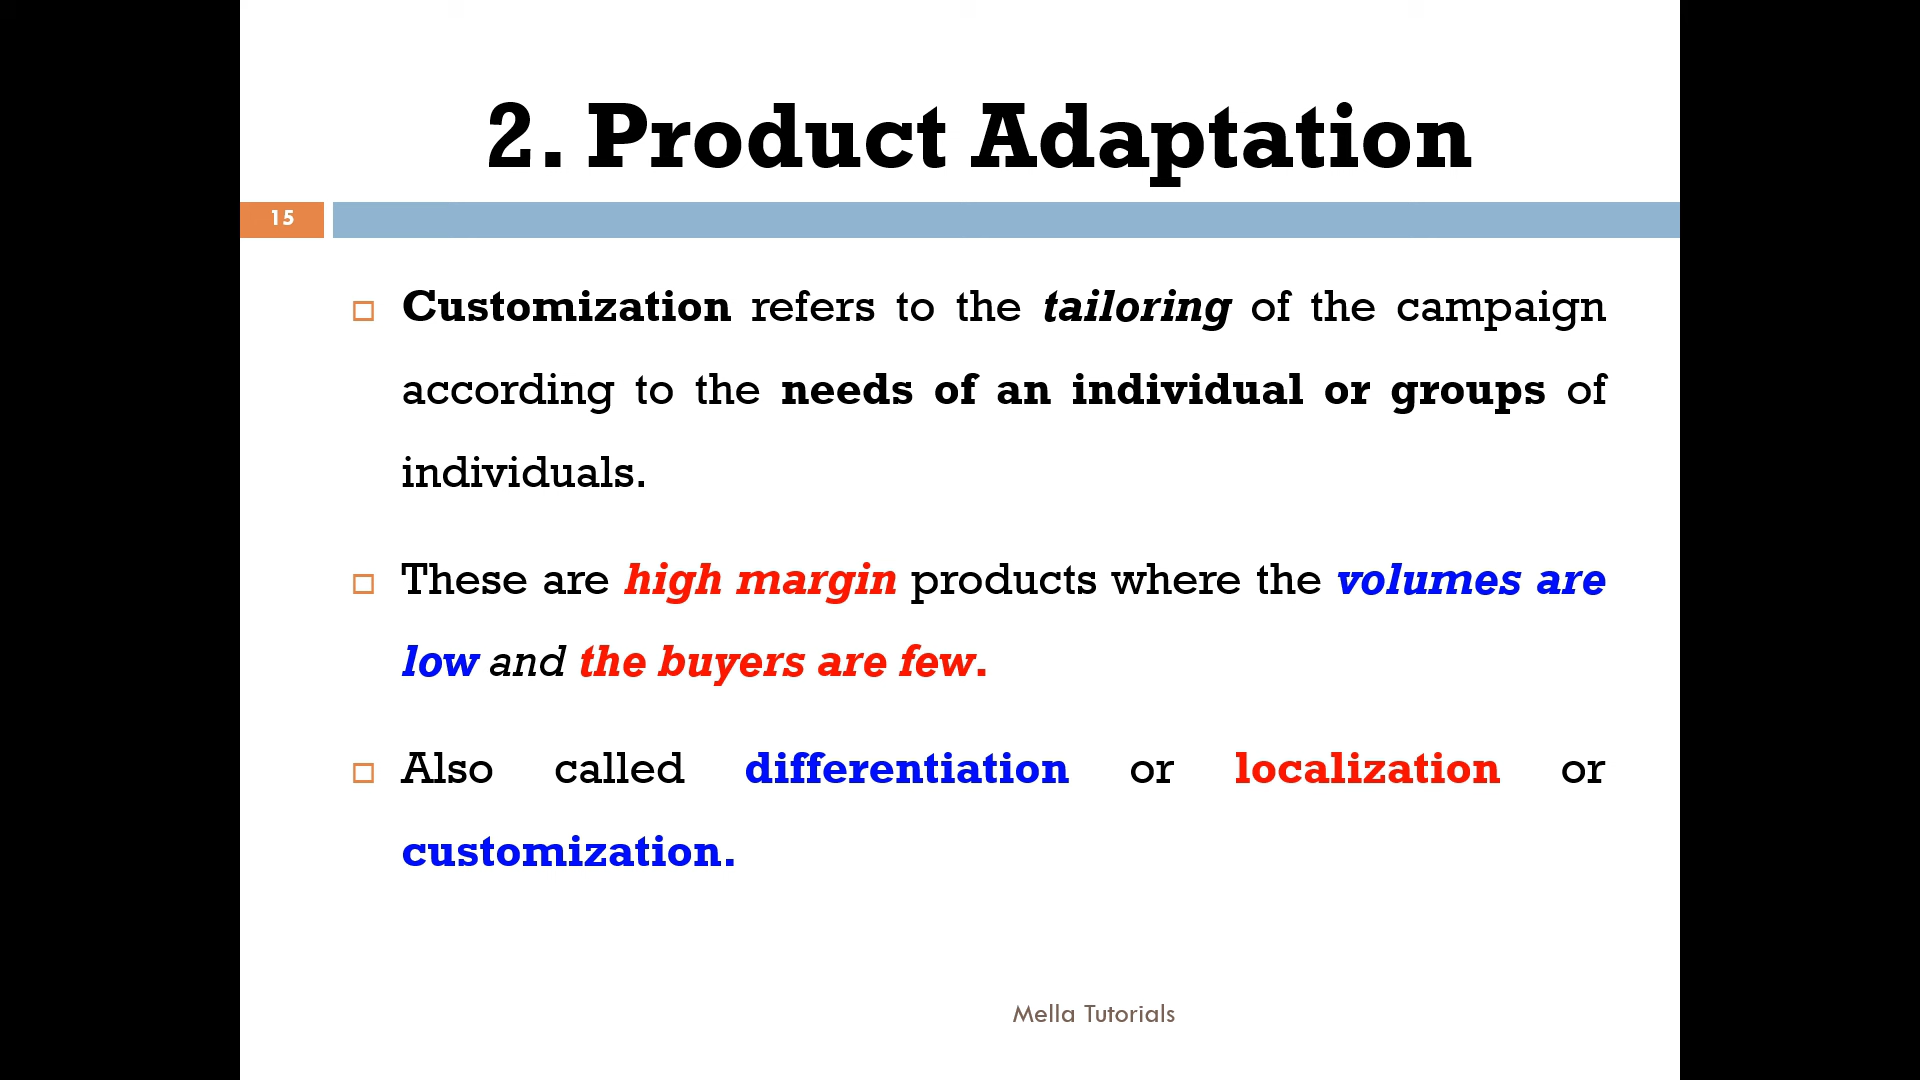 2. Product Adaptation
15
Customization refers to the tailoring of the campaign
according to the needs of an individual or groups of
individuals.
These are high margin products where the volumes are
low and the buyers are few.
Also called differentiation or localization or
customization.
Mella Tutorials